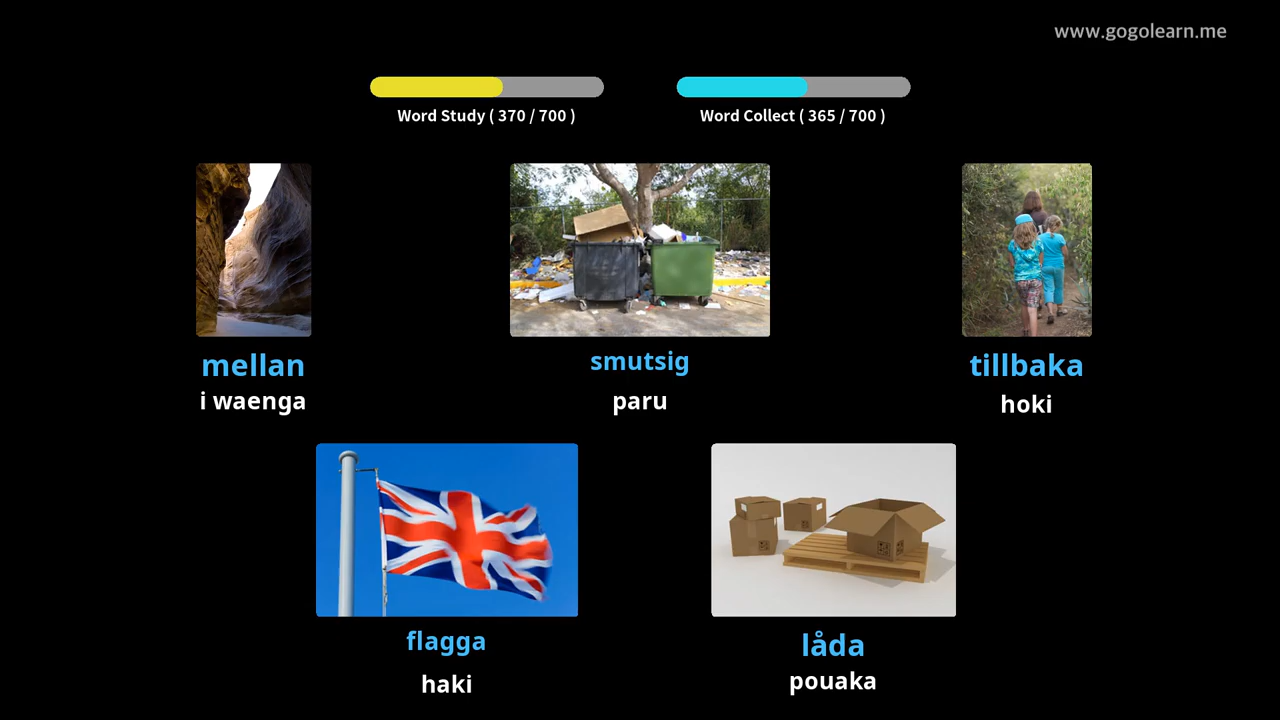 www.gogolearn.me
Word Study ( 370 / 700 )
Word Collect ( 365 / 700 )
mellan
i waenga
smutsig
paru
tillbaka
hoki
flagga
haki
låda
pouaka